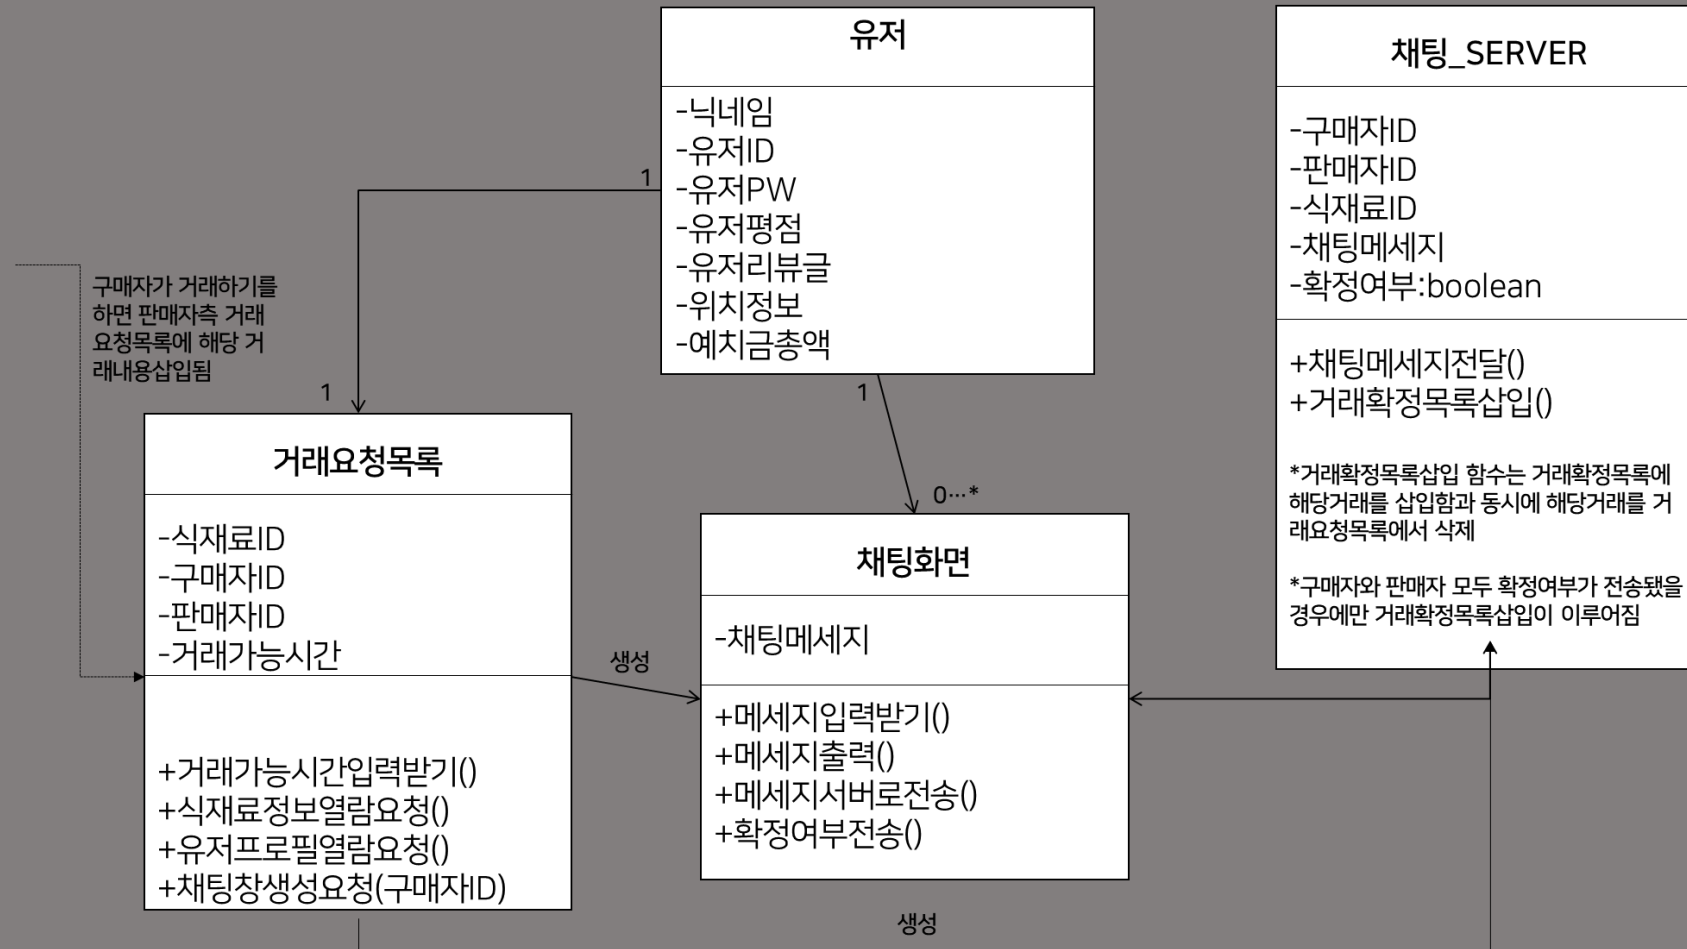 유저
-닉네임
-유저ID
-유저PW
-유저평점
-유저리뷰글
-위치정보
-예치금총액
채팅_SERVER
-구매자ID
-판매자ID
-식재료ID
-채팅메세지
-확정여부:boolean
+채팅메세지전달()
+거래확정목록삽입()
*거래확정목록삽입 함수는 거래확정목록에
해당거래를 삽입함과 동시에 해당거래를 거
래요청목록에서 삭제
*구매자와 판매자 모두 확정여부가 전송됐을
경우에만 거래확정목록삽입이 이루어짐
1
구매자가 거래하기를
하면 판매자측 거래
요청목록에 해당 거
래내용삽입됨
1
1
0···*
거래요청목록
-식재료ID
-구매자ID
-판매자ID
-거래가능시간
+거래가능시간입력받기()
+식재료정보열람요청()
+유저프로필열람요청()
+채팅창생성요청(구매자ID)
생성
채팅화면
-채팅메세지
+메세지입력받기()
+메세지출력()
+메세지서버로전송()
+확정여부전송()
생성